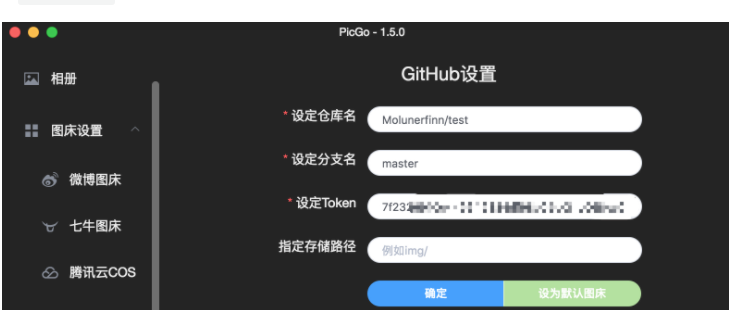 PicGo - 1.5.0
相册
图床设置
微博图床
七牛图床
腾讯云COS
GitHub设置
* 设定仓库名 Molunerfinn/test
* 设定分支名 master
* 设定Token 7f232
指定存储路径 例如img/
确定 设为默认图床